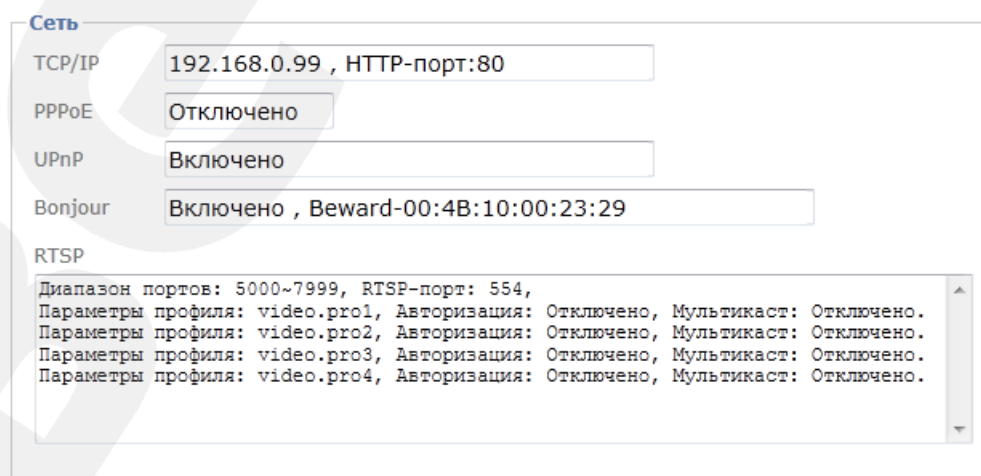 Сеть
TCP/IP 192.168.0.99 , HTTP-порт:80
PPPoE Отключено
UPnP Включено
Bonjour Включено , Beward-00:4B:10:00:23:29
RTSP
Диапазон портов: 5000~7999, RTSP-порт: 554,
Параметры профиля: video.pro1, Авторизация: Отключено, Мультикаст: Отключено.
Параметры профиля: video.pro2, Авторизация: Отключено, Мультикаст: Отключено.
Параметры профиля: video.pro3, Авторизация: Отключено, Мультикаст: Отключено.
Параметры профиля: video.pro4, Авторизация: Отключено, Мультикаст: Отключено.